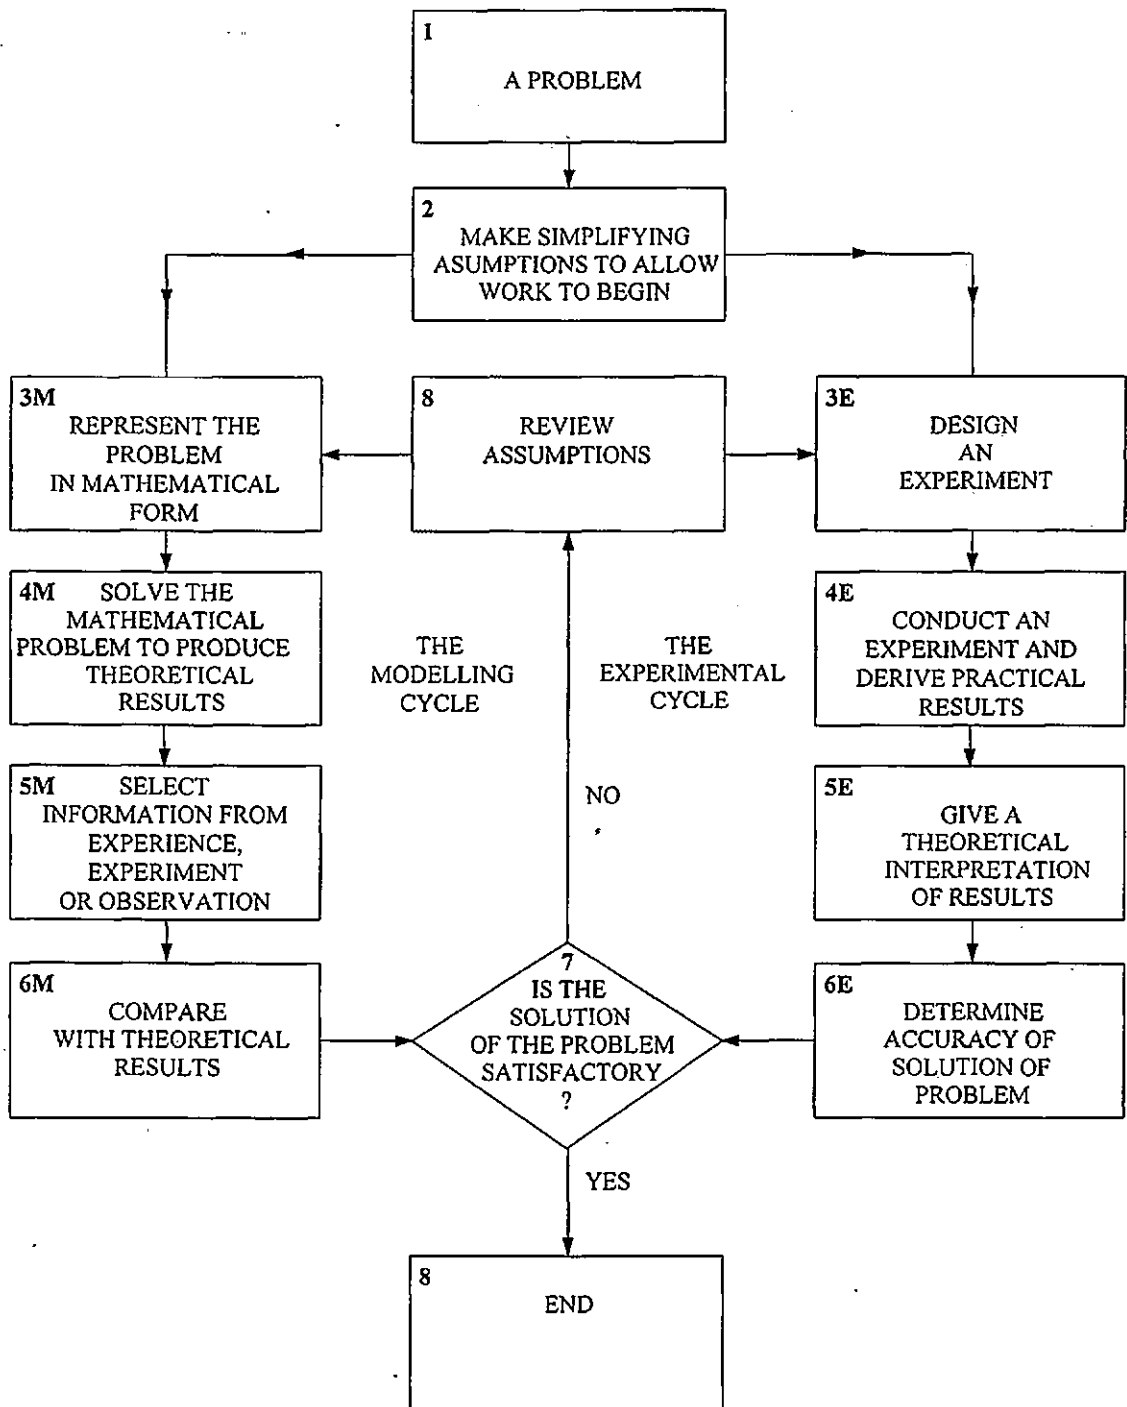 1
A PROBLEM
2
MAKE SIMPLIFYING
ASUMPTIONS TO ALLOW
WORK TO BEGIN
3M
REPRESENT THE
PROBLEM
IN MATHEMATICAL
FORM
8
REVIEW
ASSUMPTIONS
3E
DESIGN
AN
EXPERIMENT
4M SOLVE THE
MATHEMATICAL
PROBLEM TO PRODUCE
THEORETICAL
RESULTS
THE
MODELLING
CYCLE
THE
EXPERIMENTAL
CYCLE
4E
CONDUCT AN
EXPERIMENT AND
DERIVE PRACTICAL
RESULTS
5M SELECT
INFORMATION FROM
EXPERIENCE,
EXPERIMENT
OR OBSERVATION
NO
5E
GIVE A
THEORETICAL
INTERPRETATION
OF RESULTS
6M
COMPARE
WITH THEORETICAL
RESULTS
7
IS THE
SOLUTION
OF THE PROBLEM
SATISFACTORY
?
6E
DETERMINE
ACCURACY OF
SOLUTION OF
PROBLEM
YES
8
END